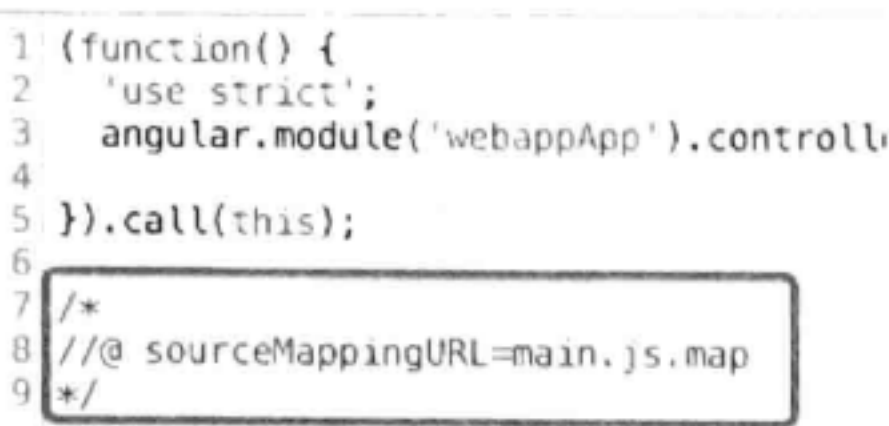 1 (function() {
2   'use strict';
3   angular.module('webappApp').controll
4
5 }).call(this);
6
7 /*
8 //@ sourceMappingURL=main.js.map
9 */